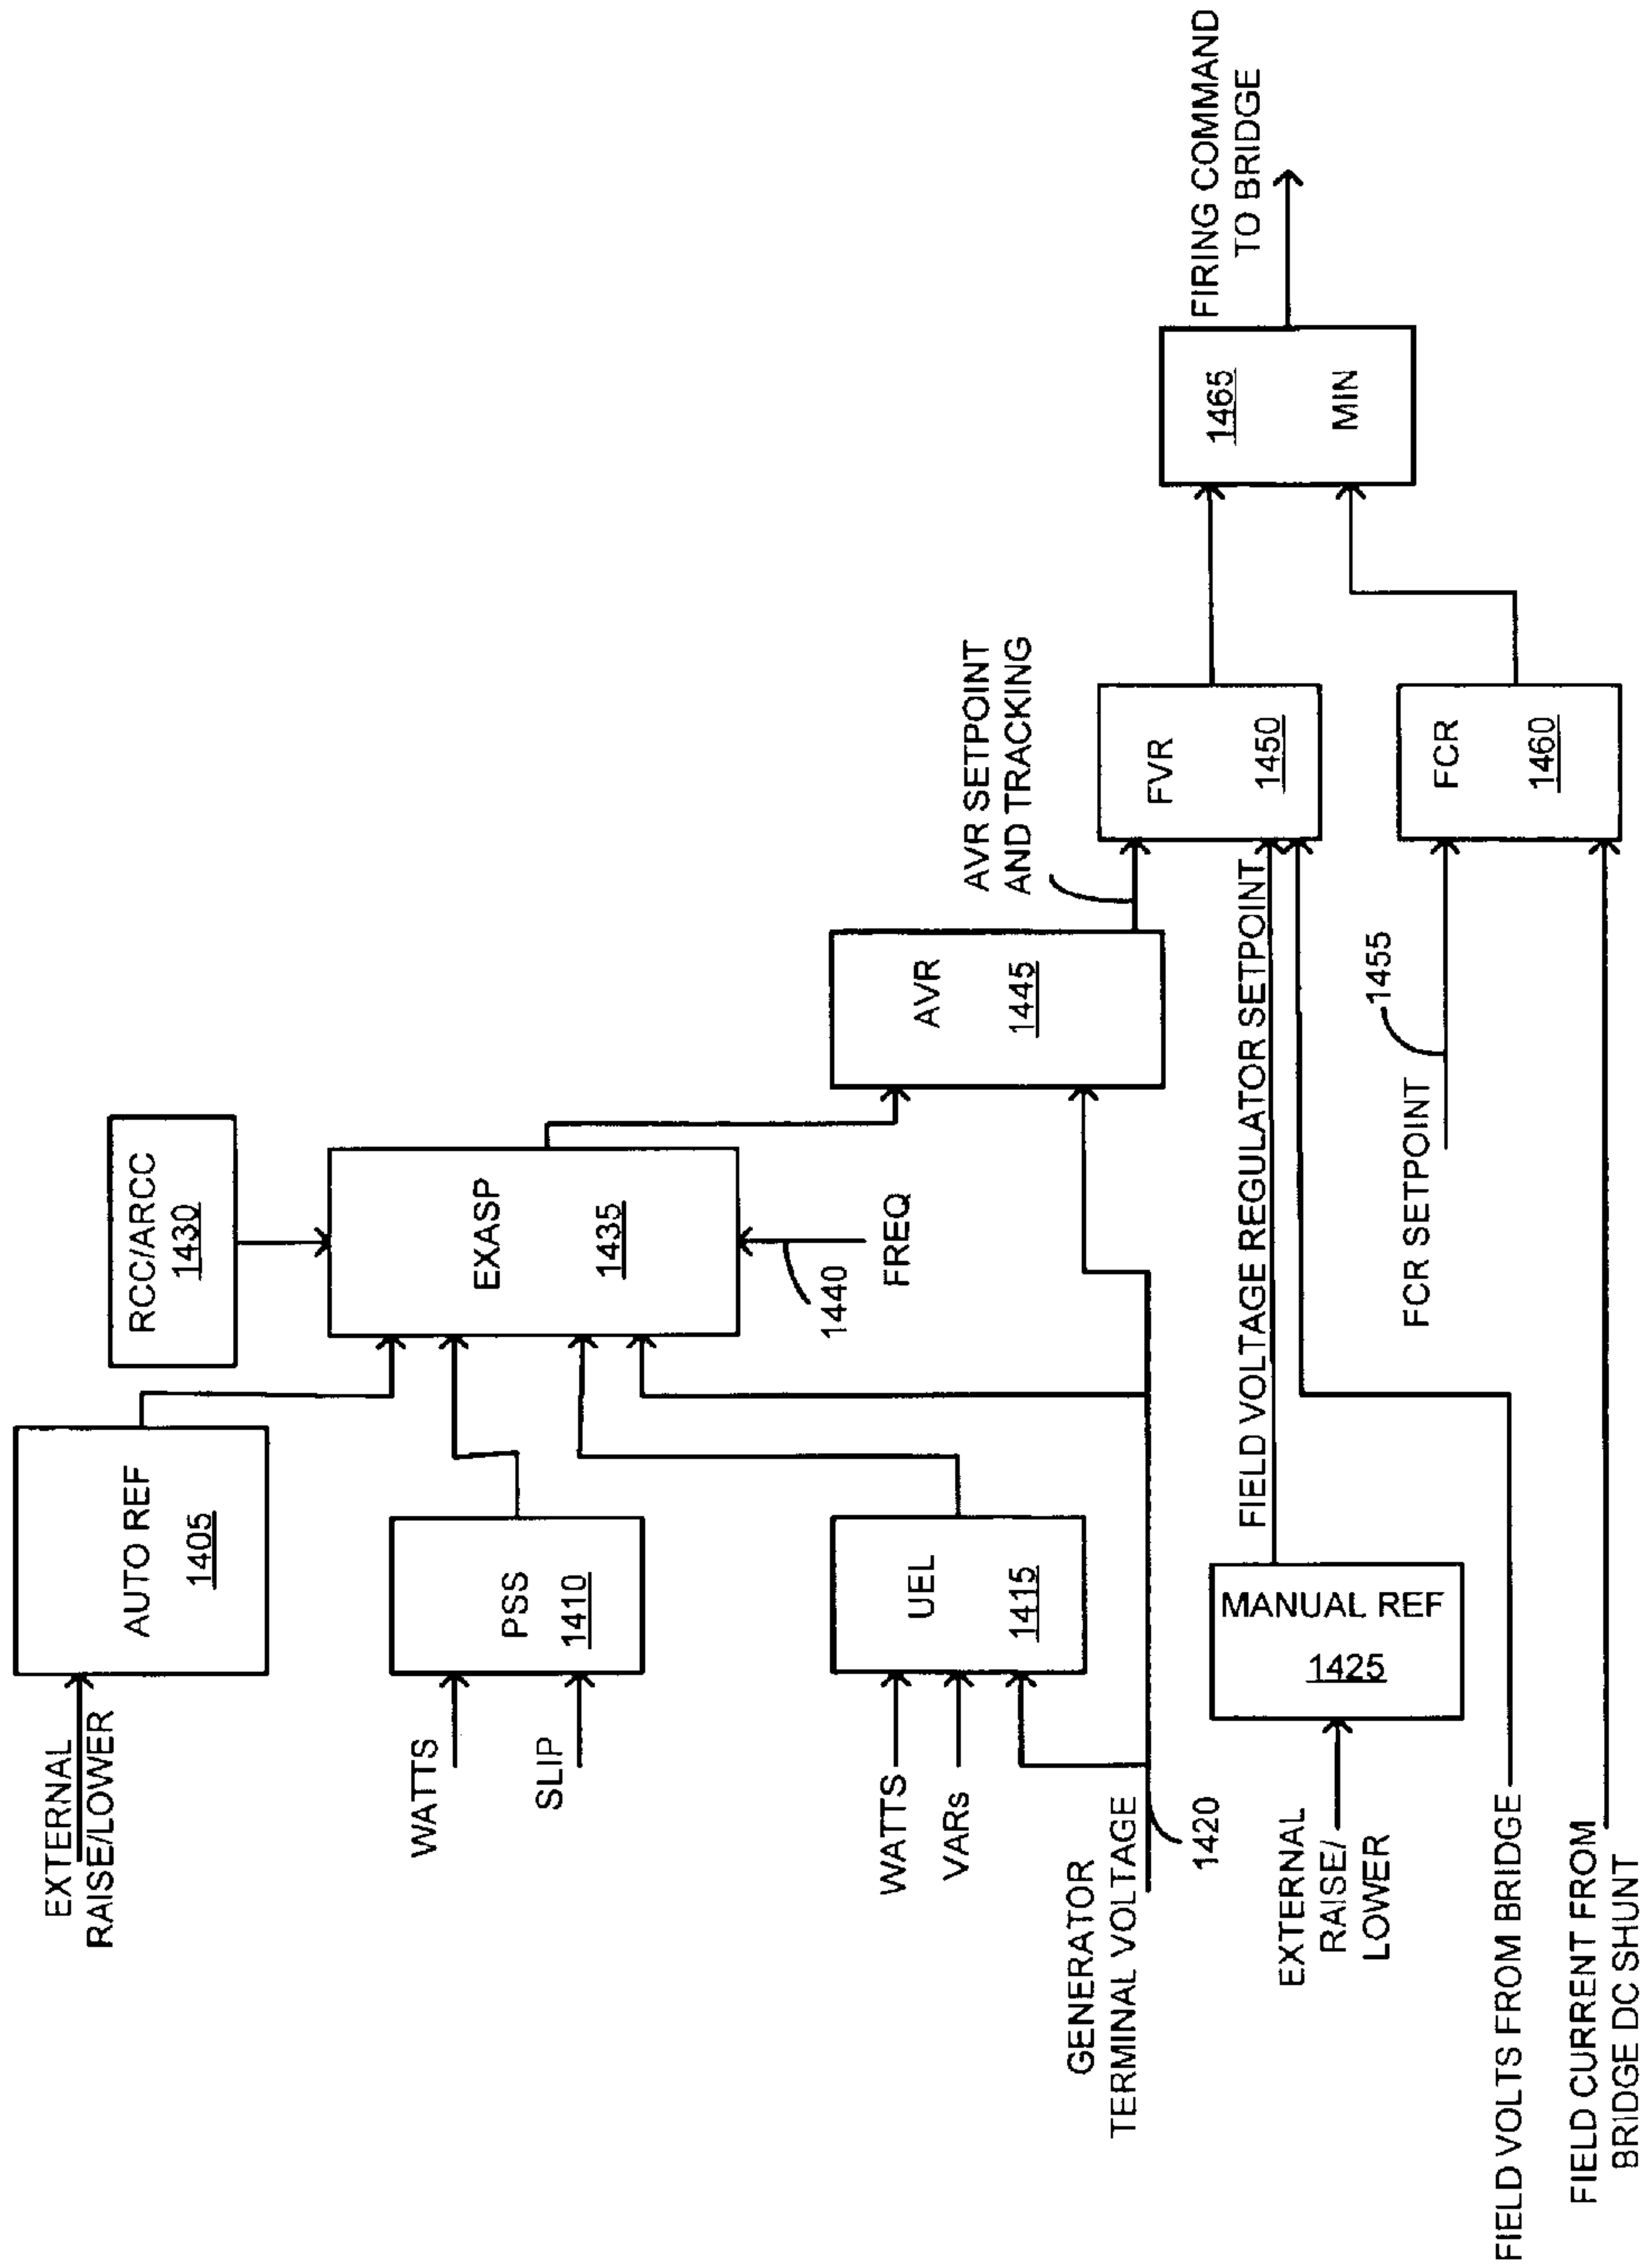 EXTERNAL
RAISE/LOWER
AUTO REF
1405
RCC/ARCC
1430
WATTS
SLIP
PSS
1410
EXASP
1435
1440
FREQ
WATTS
VARs
UEL
1415
GENERATOR
TERMINAL VOLTAGE
1420
AVR
1445
AVR SETPOINT
AND TRACKING
EXTERNAL
RAISE/
LOWER
MANUAL REF
1425
FIELD VOLTAGE REGULATOR SETPOINT
FVR
1450
FIELD VOLTS FROM BRIDGE
FCR SETPOINT
1455
FCR
1460
FIELD CURRENT FROM
BRIDGE DC SHUNT
1465
MIN
FIRING COMMAND
TO BRIDGE